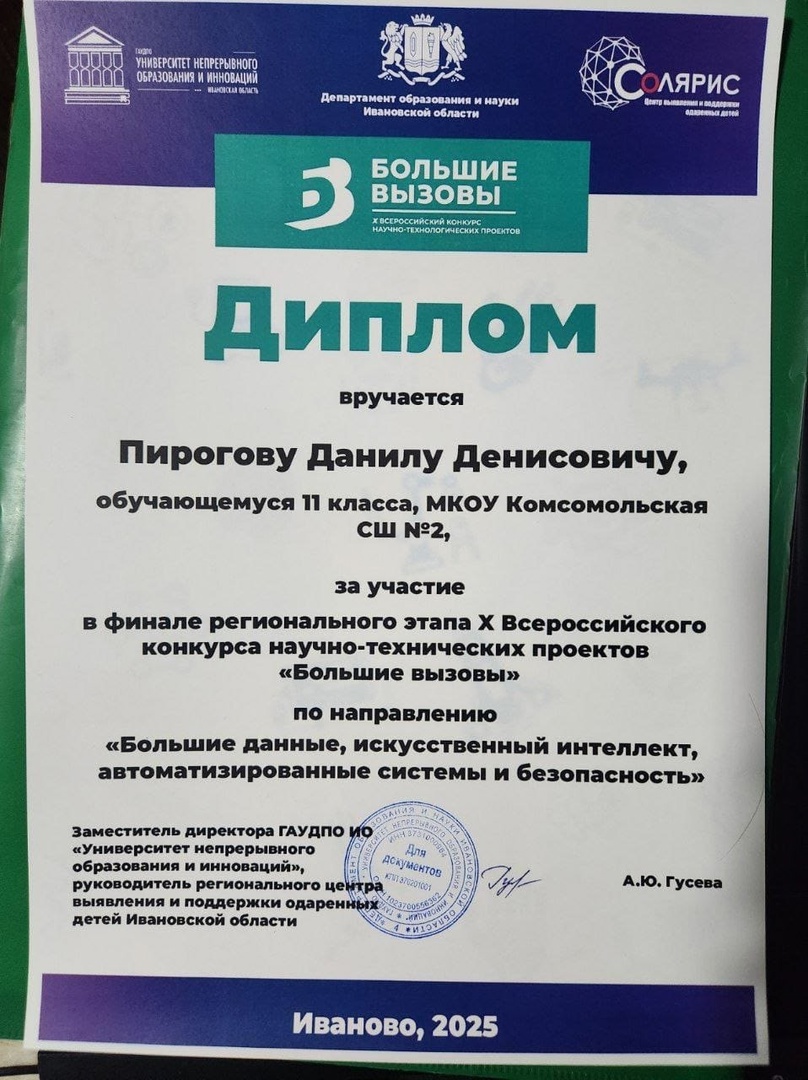 ГАУДПО
УНИВЕРСИТЕТ НЕПРЕРЫВНОГО
ОБРАЗОВАНИЯ И ИННОВАЦИЙ
ИВАНОВСКАЯ ОБЛАСТЬ
Департамент образования и науки
Ивановской области
СОЛЯРИС
Центр выявления и поддержки
одаренных детей
БОЛЬШИЕ
ВЫЗОВЫ
X ВСЕРОССИЙСКИЙ КОНКУРС
НАУЧНО-ТЕХНОЛОГИЧЕСКИХ ПРОЕКТОВ
Диплом
вручается
Пирогову Данилу Денисовичу,
обучающемуся 11 класса, МКОУ Комсомольская
СШ №2,
за участие
в финале регионального этапа X Всероссийского
конкурса научно-технических проектов
«Большие вызовы»
по направлению
«Большие данные, искусственный интеллект,
автоматизированные системы и безопасность»
Заместитель директора ГАУДПО ИО
«Университет непрерывного
образования и инноваций»,
руководитель регионального центра
выявления и поддержки одаренных
детей Ивановской области
Для
документов
КПП 370201001
А.Ю. Гусева
Иваново, 2025